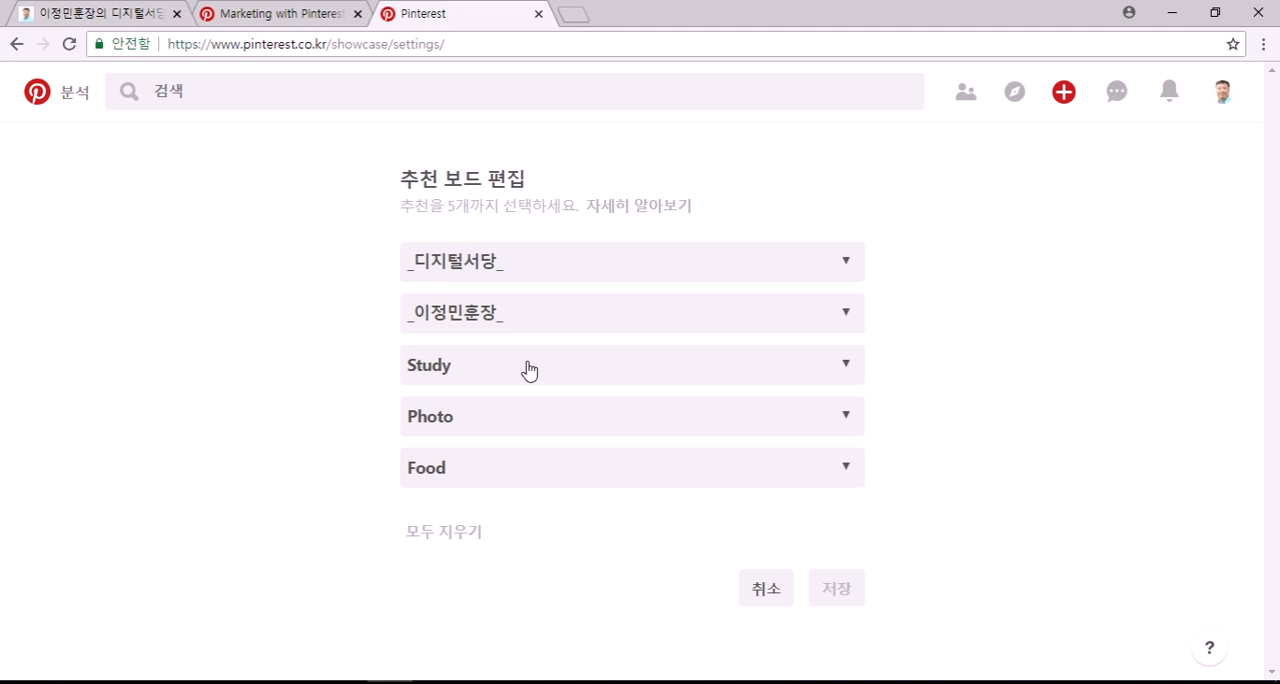 이정민훈장의 디지털서당
Marketing with Pinterest
Pinterest
안전함 https://www.pinterest.co.kr/showcase/settings/
분석 검색
추천 보드 편집
추천을 5개까지 선택하세요. 자세히 알아보기
_디지털서당_
_이정민훈장_
Study
Photo
Food
모두 지우기
취소 저장
?